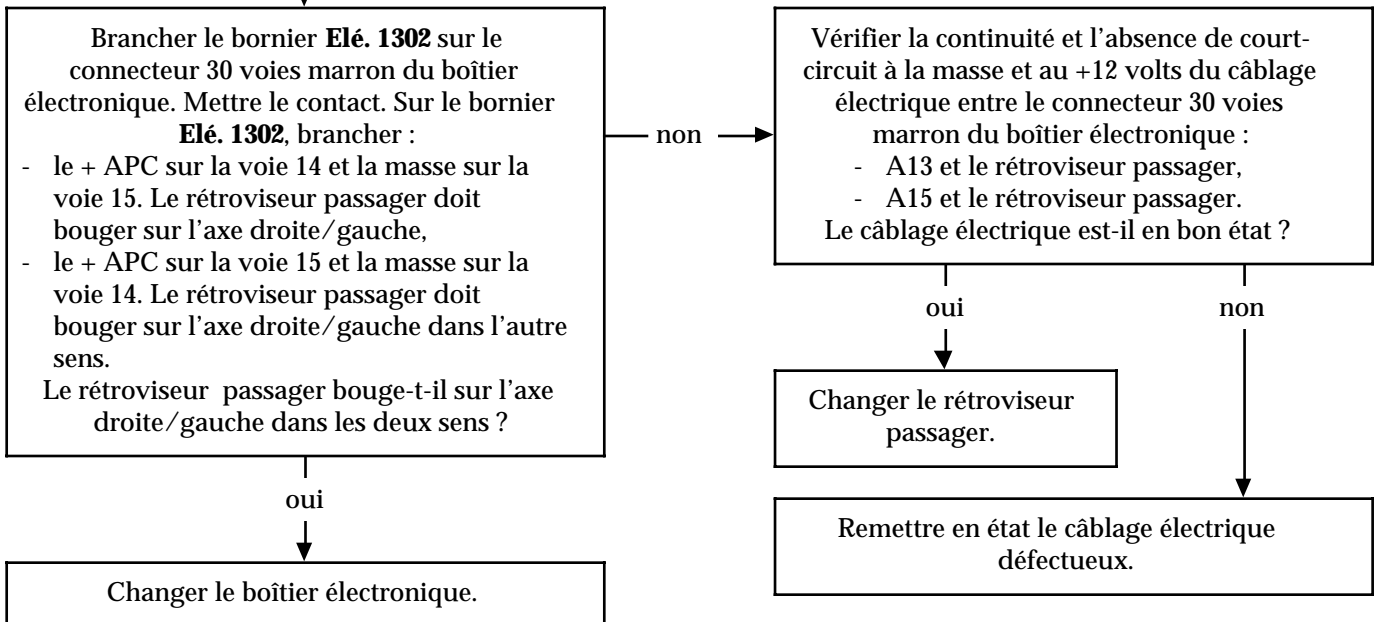 Brancher le bornier Elé. 1302 sur le
connecteur 30 voies marron du boîtier
électronique. Mettre le contact. Sur le bornier
Elé. 1302, brancher :
- le + APC sur la voie 14 et la masse sur la
voie 15. Le rétroviseur passager doit
bouger sur l'axe droite/gauche,
- le + APC sur la voie 15 et la masse sur la
voie 14. Le rétroviseur passager doit
bouger sur l'axe droite/gauche dans l'autre
sens.
Le rétroviseur passager bouge-t-il sur l'axe
droite/gauche dans les deux sens ?
non
Vérifier la continuité et l'absence de court-
circuit à la masse et au +12 volts du câblage
électrique entre le connecteur 30 voies
marron du boîtier électronique :
- A13 et le rétroviseur passager,
- A15 et le rétroviseur passager.
Le câblage électrique est-il en bon état ?
oui
non
Changer le rétroviseur
passager.
Remettre en état le câblage électrique
défectueux.
oui
Changer le boîtier électronique.